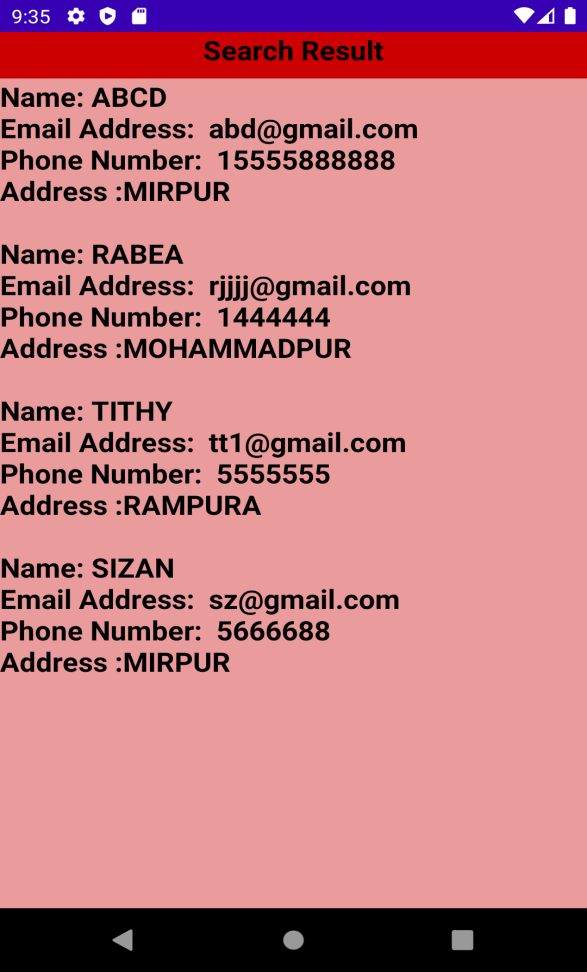 9:35
Search Result
Name: ABCD
Email Address:  abd@gmail.com
Phone Number:  15555888888
Address :MIRPUR
Name: RABEA
Email Address:  rjjjj@gmail.com
Phone Number:  1444444
Address :MOHAMMADPUR
Name: TITHY
Email Address:  tt1@gmail.com
Phone Number:  5555555
Address :RAMPURA
Name: SIZAN
Email Address:  sz@gmail.com
Phone Number:  5666688
Address :MIRPUR